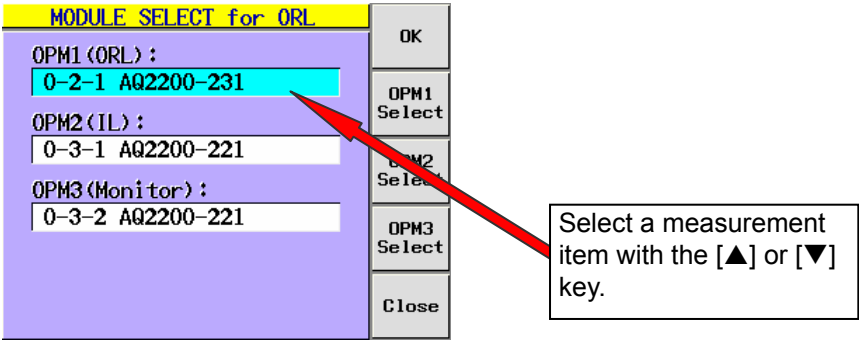 MODULE SELECT for ORL
OPM1(ORL):
0-2-1 AQ2200-231
OPM2(IL):
0-3-1 AQ2200-221
OPM3(Monitor):
0-3-2 AQ2200-221
OK
OPM1
Select
OPM2
Select
OPM3
Select
Close
Select a measurement
item with the [▲] or [▼]
key.